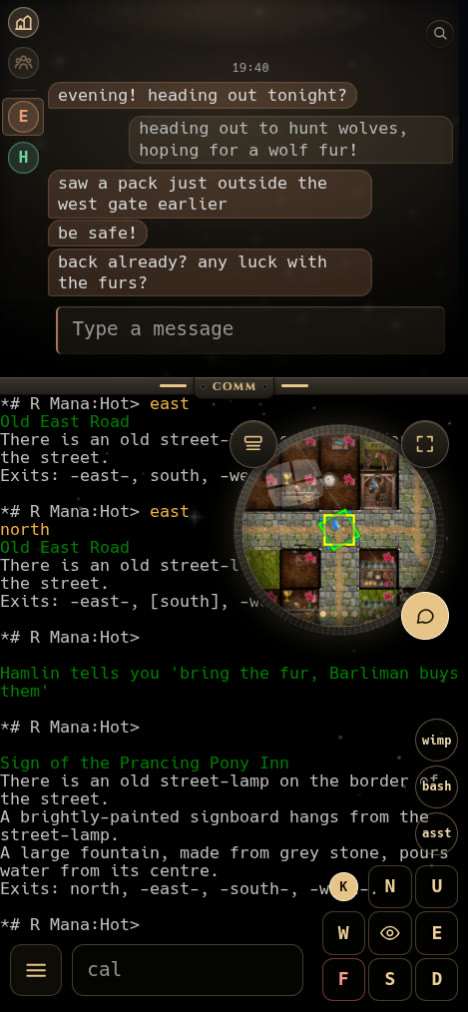 19:40
evening! heading out tonight?
heading out to hunt wolves,
hoping for a wolf fur!
E
H
saw a pack just outside the
west gate earlier
be safe!
back already? any luck with
the furs?
Type a message
COMM
*# R Mana:Hot> east
Old East Road
There is an old street-
the street.
Exits: -east-, south, -we
*# R Mana:Hot> east
north
Old East Road
There is an old street-l
the street.
Exits: -east-, [south], -w
*# R Mana:Hot>
Hamlin tells you 'bring the fur, Barliman buys
them'
*# R Mana:Hot>
Sign of the Prancing Pony Inn
There is an old street-lamp on the border of
the street.
A brightly-painted signboard hangs from the
street-lamp.
A large fountain, made from grey stone, pours
water from its centre.
Exits: north, -east-, -south-, -w -.
*# R Mana:Hot>
wimp
bash
asst
K N U
W E
F S D
cal